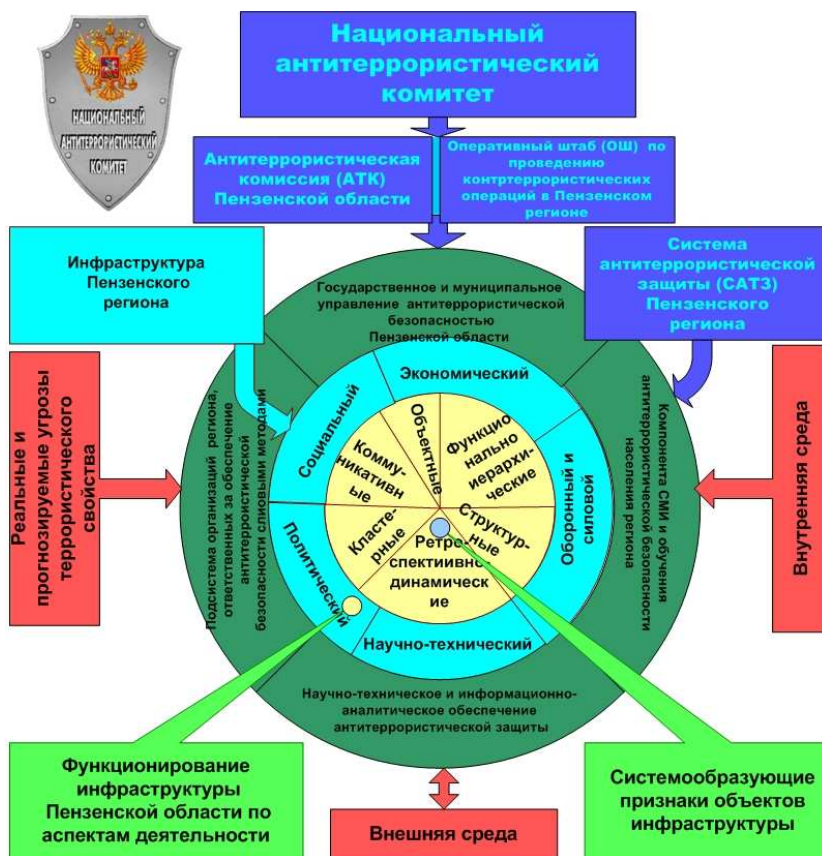 НАЦИОНАЛЬНЫЙ
АНТИТЕРРОРИСТИЧЕСКИЙ
КОМИТЕТ
Национальный
антитеррористический
комитет
Антитеррористическая
комиссия (АТК)
Пензенской области
Оперативный штаб (ОШ) по
проведению
контртеррористических
операций в Пензенском
регионе
Инфраструктура
Пензенского
региона
Система
антитеррористической
защиты (САТЗ)
Пензенского
региона
Государственное и муниципальное
управление антитеррористической
безопасностью
Пензенской области
Реальные и
прогнозируемые угрозы
террористического
свойства
Подсистема организаций региона,
ответственных за обеспечение
антитерроистической
безопасности слиовыми методами
Компонента СМИ и обучения
антитеррористической безопасности
населения региона
Внутренняя среда
Социальный
Экономический
Оборонный и
силовой
Политический
Научно-технический
Комму-
никативн
ые
Объектные
Функцио
нально
иерархи-
ческие
Кластe-
рные
Структур-
ные
Ретро-
спектиивно-
динамическ
ие
Научно-техническое и информационно-
аналитическое обеспечение
антитеррористической защиты
Функционирование
инфраструктуры
Пензенской области по
аспектам деятельности
Внешняя среда
Системообразующие
признаки объектов
инфраструктуры